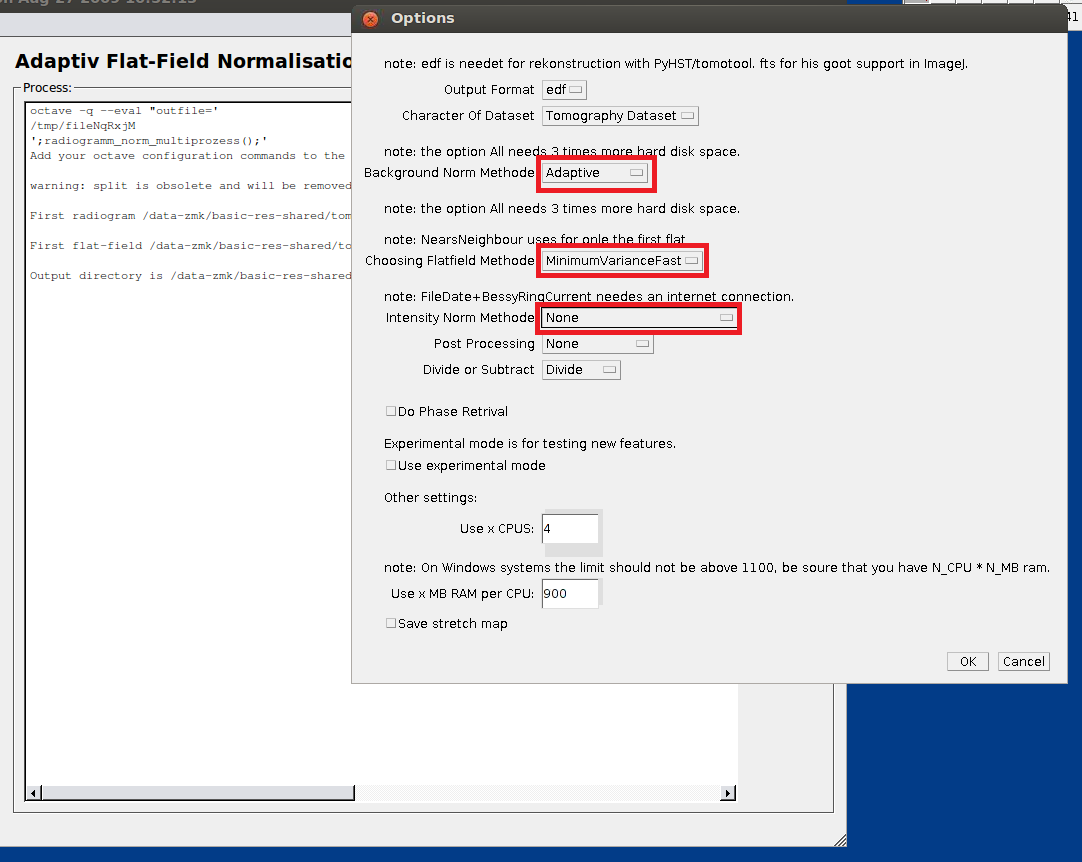 on Aug 27 2009 10:52:15
Options
41
Adaptiv Flat-Field Normalisatio
Process:
octave -q --eval "outfile='
/tmp/fileNqRxjM
';radiogramm_norm_multiprozess();'
Add your octave configuration commands to the
warning: split is obsolete and will be removed
First radiogram /data-zmk/basic-res-shared/tom
First flat-field /data-zmk/basic-res-shared/to
Output directory is /data-zmk/basic-res-shared
note: edf is needet for rekonstruction with PyHST/tomotool. fts for his goot support in ImageJ.
Output Format edf
Character Of Dataset Tomography Dataset
note: the option All needs 3 times more hard disk space.
Background Norm Methode Adaptive
note: the option All needs 3 times more hard disk space.
note: NearsNeighbour uses for onle the first flat
Choosing Flatfield Methode MinimumVarianceFast
note: FileDate+BessyRingCurrent needes an internet connection.
Intensity Norm Methode None
Post Processing None
Divide or Subtract Divide
Do Phase Retrival
Experimental mode is for testing new features.
Use experimental mode
Other settings:
Use x CPUS: 4
note: On Windows systems the limit should not be above 1100, be soure that you have N_CPU * N_MB ram.
Use x MB RAM per CPU: 900
Save stretch map
OK Cancel